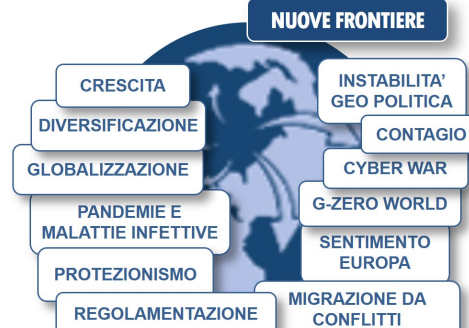 NUOVE FRONTIERE
CRESCITA
DIVERSIFICAZIONE
GLOBALIZZAZIONE
PANDEMIE E
MALATTIE INFETTIVE
PROTEZIONISMO
REGOLAMENTAZIONE
INSTABILITA'
GEO POLITICA
CONTAGIO
CYBER WAR
G-ZERO WORLD
SENTIMENTO
EUROPA
MIGRAZIONE DA
CONFLITTI